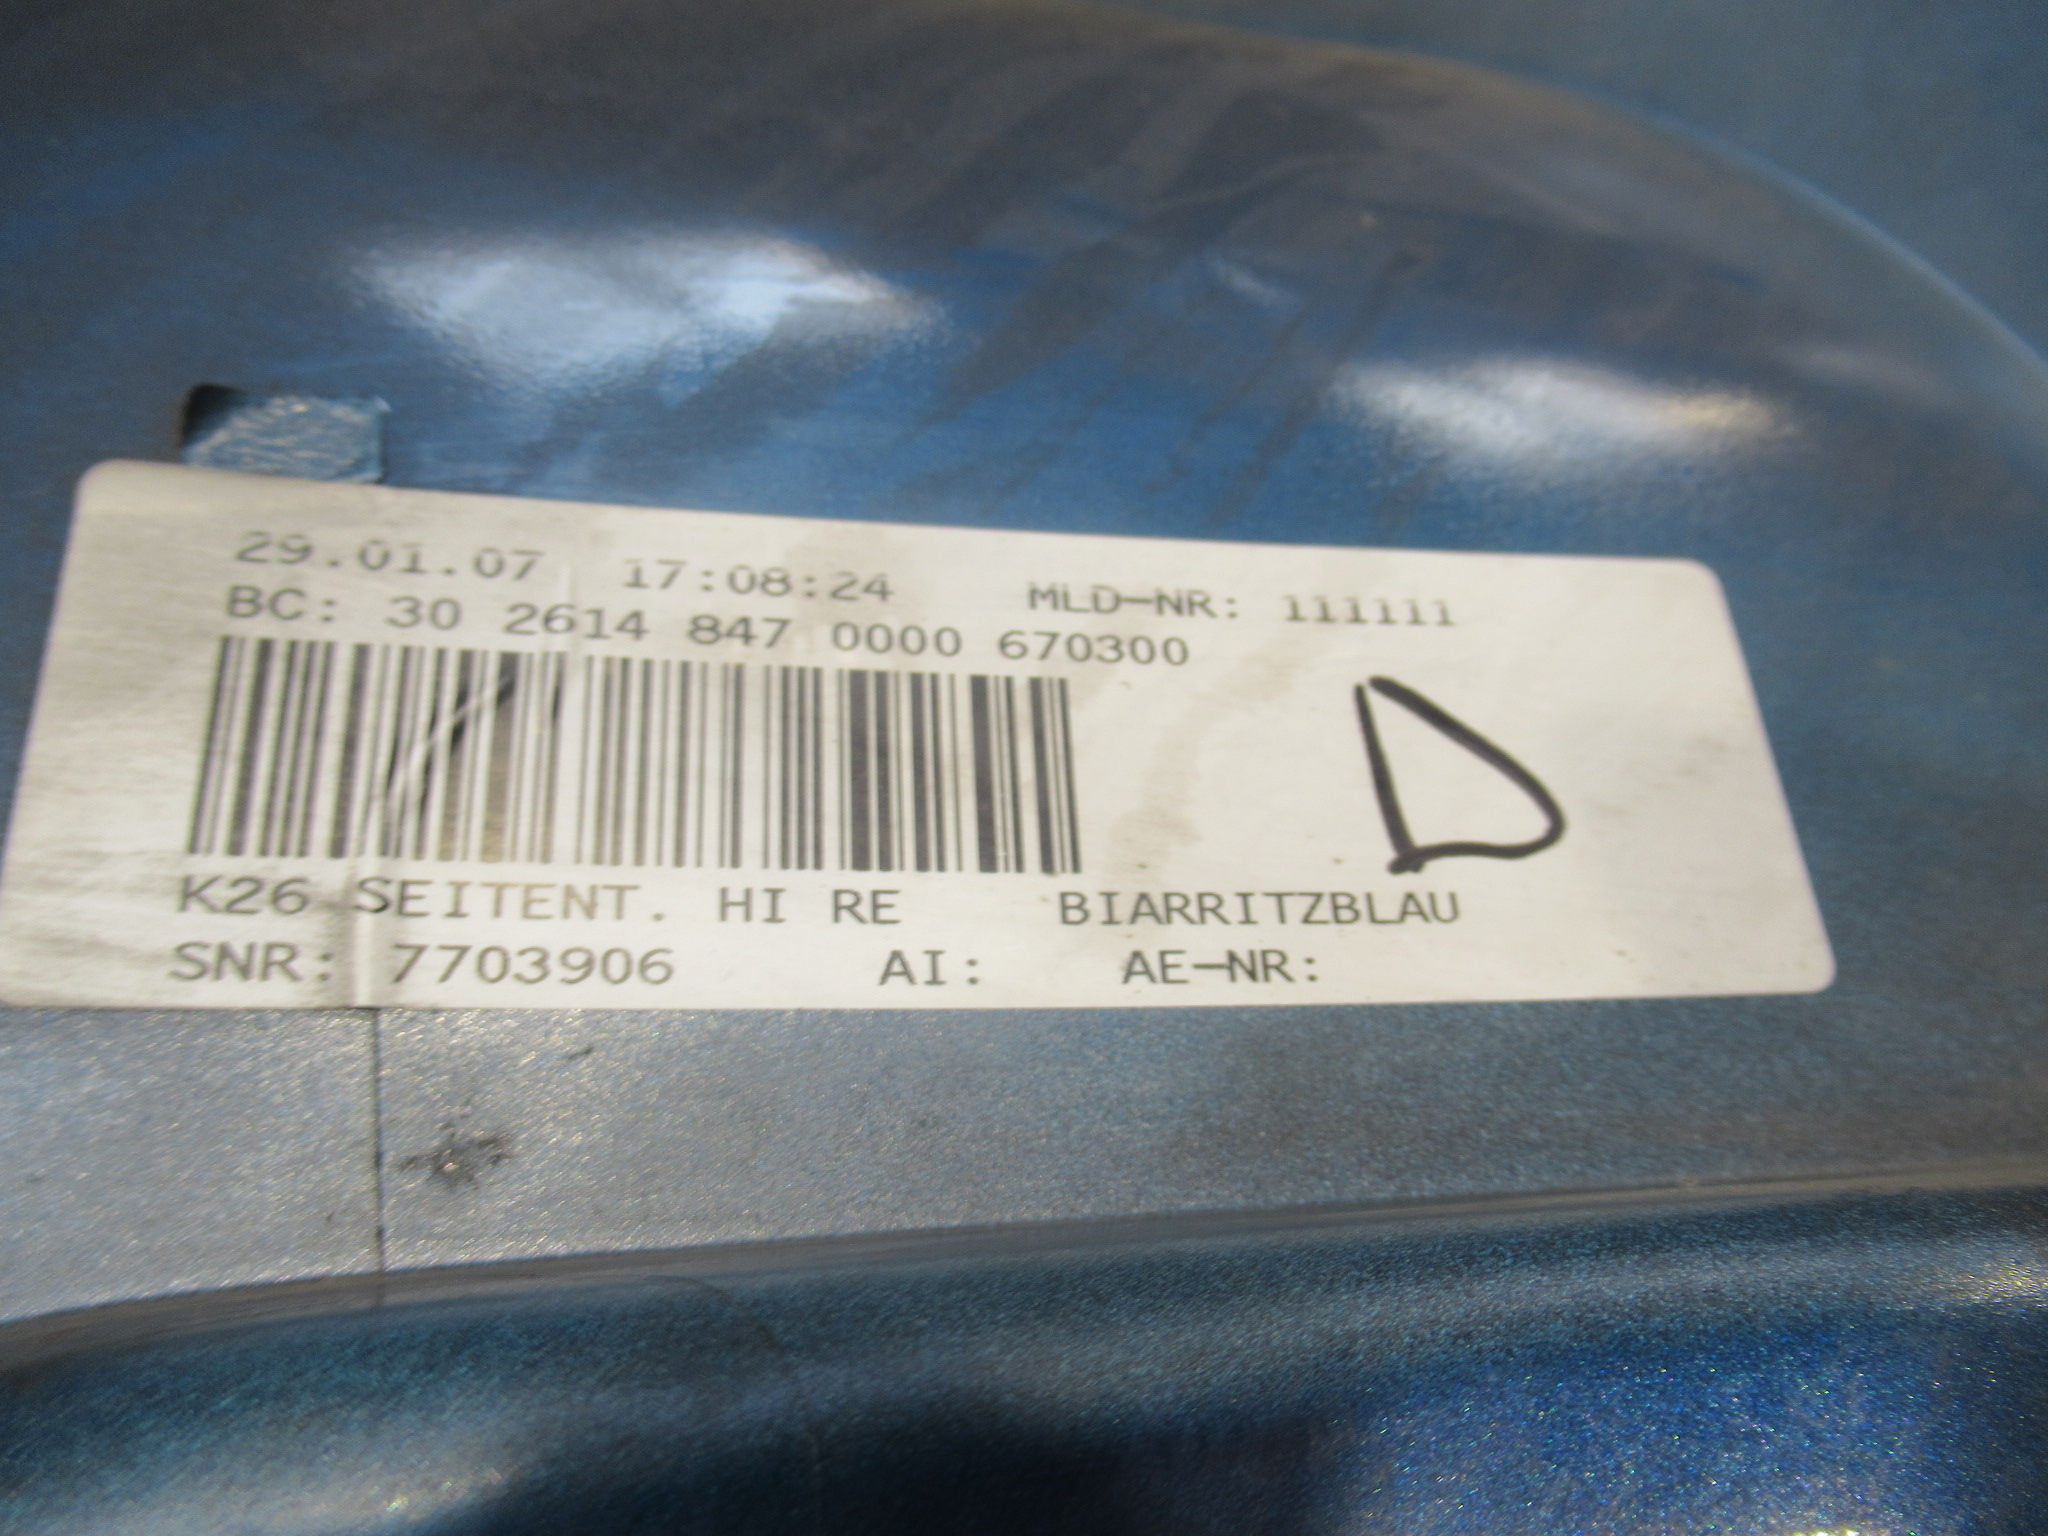 29.01.07 17:08:24 MLD-NR: 111111
BC: 30 2614 847 0000 670300
D
K26 SEITENT. HI RE BIARRITZBLAU
SNR: 7703906 AI: AE-NR: